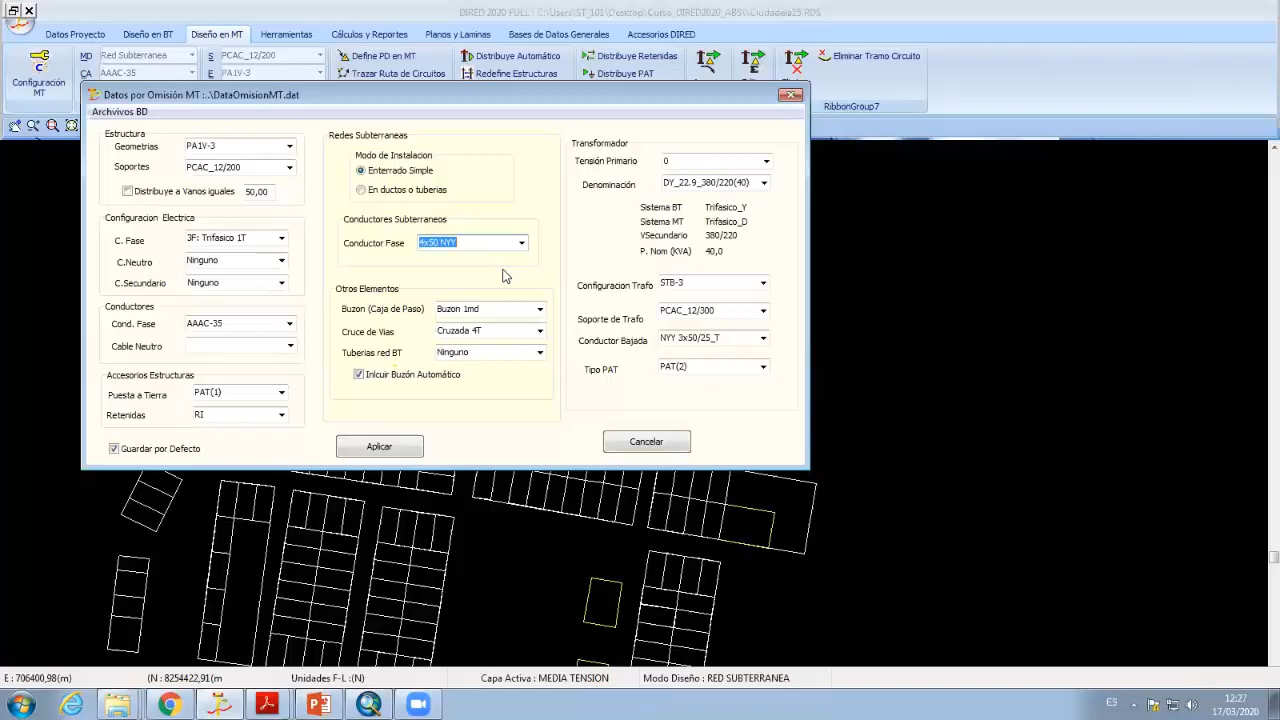 DIRED 2020 FULL : C:\Users\ST_101\Desktop\Curso_DIRED2020_ABS\\Ciudadela25.RDS
Datos Proyecto
Diseño en BT
Diseño en MT
Herramientas
Cálculos y Reportes
Planos y Laminas
Bases de Datos Generales
Accesorios DIRED
Configuración
MT
MD
Red Subterranea
CA
AAAC-35
S
PCAC_12/200
E
PA1V-3
Define PD en MT
Trazar Ruta de Circuitos
Distribuye Automático
Redefine Estructuras
Distribuye Retenidas
Distribuye PAT
Eliminar Tramo Circuito
RibbonGroup7
Datos por Omisión MT :..\DataOmisionMT.dat
Archvivos BD
Estructura
Geometrias
PA1V-3
Soportes
PCAC_12/200
Distribuye a Vanos iguales
50,00
Configuracion Electrica
C. Fase
3F: Trifasico 1T
C.Neutro
Ninguno
C.Secundario
Ninguno
Conductores
Cond. Fase
AAAC-35
Cable Neutro
Accesorios Estructuras
Puesta a Tierra
PAT(1)
Retenidas
RI
Guardar por Defecto
Redes Subterraneas
Modo de Instalacion
Enterrado Simple
En ductos o tuberias
Conductores Subterraneos
Conductor Fase
4x50 NYY
Otros Elementos
Buzon (Caja de Paso)
Buzon 1md
Cruce de Vias
Cruzada 4T
Tuberias red BT
Ninguno
Inlcuir Buzón Automático
Aplicar
Transformador
Tensión Primario
0
Denominación
DY_22.9_380/220(40)
Sistema BT
Trifasico_Y
Sistema MT
Trifasico_D
VSecundario
380/220
P. Nom (KVA)
40,0
Configuracion Trafo
STB-3
Soporte de Trafo
PCAC_12/300
Conductor Bajada
NYY 3x50/25_T
Tipo PAT
PAT(2)
Cancelar
E : 706400,98(m)
(N : 8254422,91(m
Unidades F-L :(N)
Capa Activa : MEDIA TENSION
Modo Diseño : RED SUBTERRANEA
ES
12:27
17/03/2020